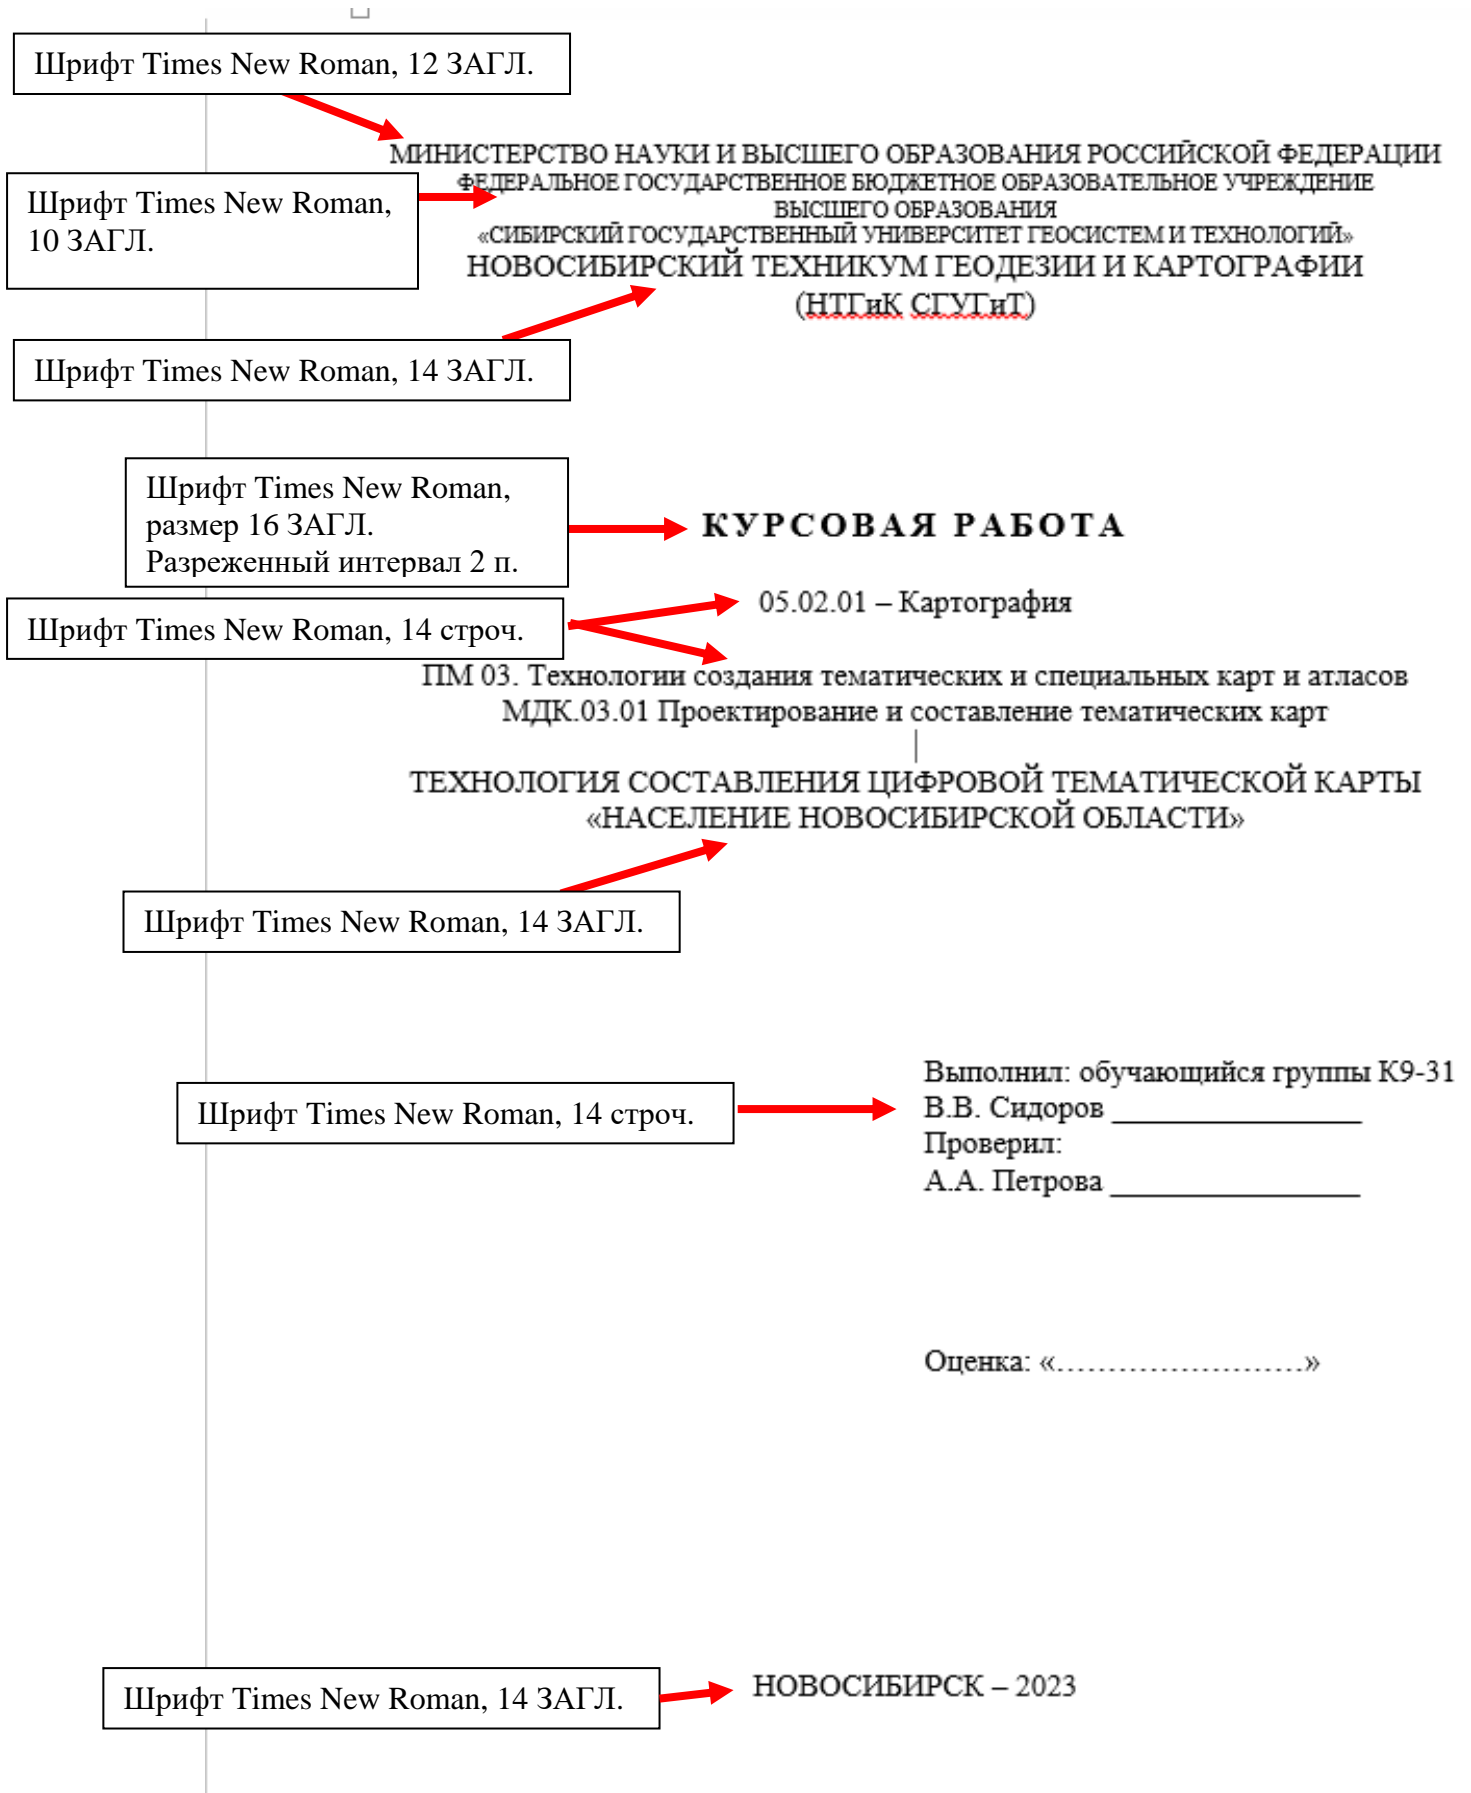 Шрифт Times New Roman, 12 ЗАГЛ.
МИНИСТЕРСТВО НАУКИ И ВЫСШЕГО ОБРАЗОВАНИЯ РОССИЙСКОЙ ФЕДЕРАЦИИ
ФЕДЕРАЛЬНОЕ ГОСУДАРСТВЕННОЕ БЮДЖЕТНОЕ ОБРАЗОВАТЕЛЬНОЕ УЧРЕЖДЕНИЕ
ВЫСШЕГО ОБРАЗОВАНИЯ
«СИБИРСКИЙ ГОСУДАРСТВЕННЫЙ УНИВЕРСИТЕТ ГЕОСИСТЕМ И ТЕХНОЛОГИЙ»
Шрифт Times New Roman,
10 ЗАГЛ.
НОВОСИБИРСКИЙ ТЕХНИКУМ ГЕОДЕЗИИ И КАРТОГРАФИИ
(НТГиК СГУГиТ)
Шрифт Times New Roman, 14 ЗАГЛ.
Шрифт Times New Roman,
размер 16 ЗАГЛ.
Разреженный интервал 2 п.
КУРСОВАЯ РАБОТА
05.02.01 – Картография
Шрифт Times New Roman, 14 строч.
ПМ 03. Технологии создания тематических и специальных карт и атласов
МДК.03.01 Проектирование и составление тематических карт
ТЕХНОЛОГИЯ СОСТАВЛЕНИЯ ЦИФРОВОЙ ТЕМАТИЧЕСКОЙ КАРТЫ
«НАСЕЛЕНИЕ НОВОСИБИРСКОЙ ОБЛАСТИ»
Шрифт Times New Roman, 14 ЗАГЛ.
Шрифт Times New Roman, 14 строч.
Выполнил: обучающийся группы К9-31
В.В. Сидоров _________________
Проверил:
А.А. Петрова _________________
Оценка: «……………………»
Шрифт Times New Roman, 14 ЗАГЛ.
НОВОСИБИРСК – 2023